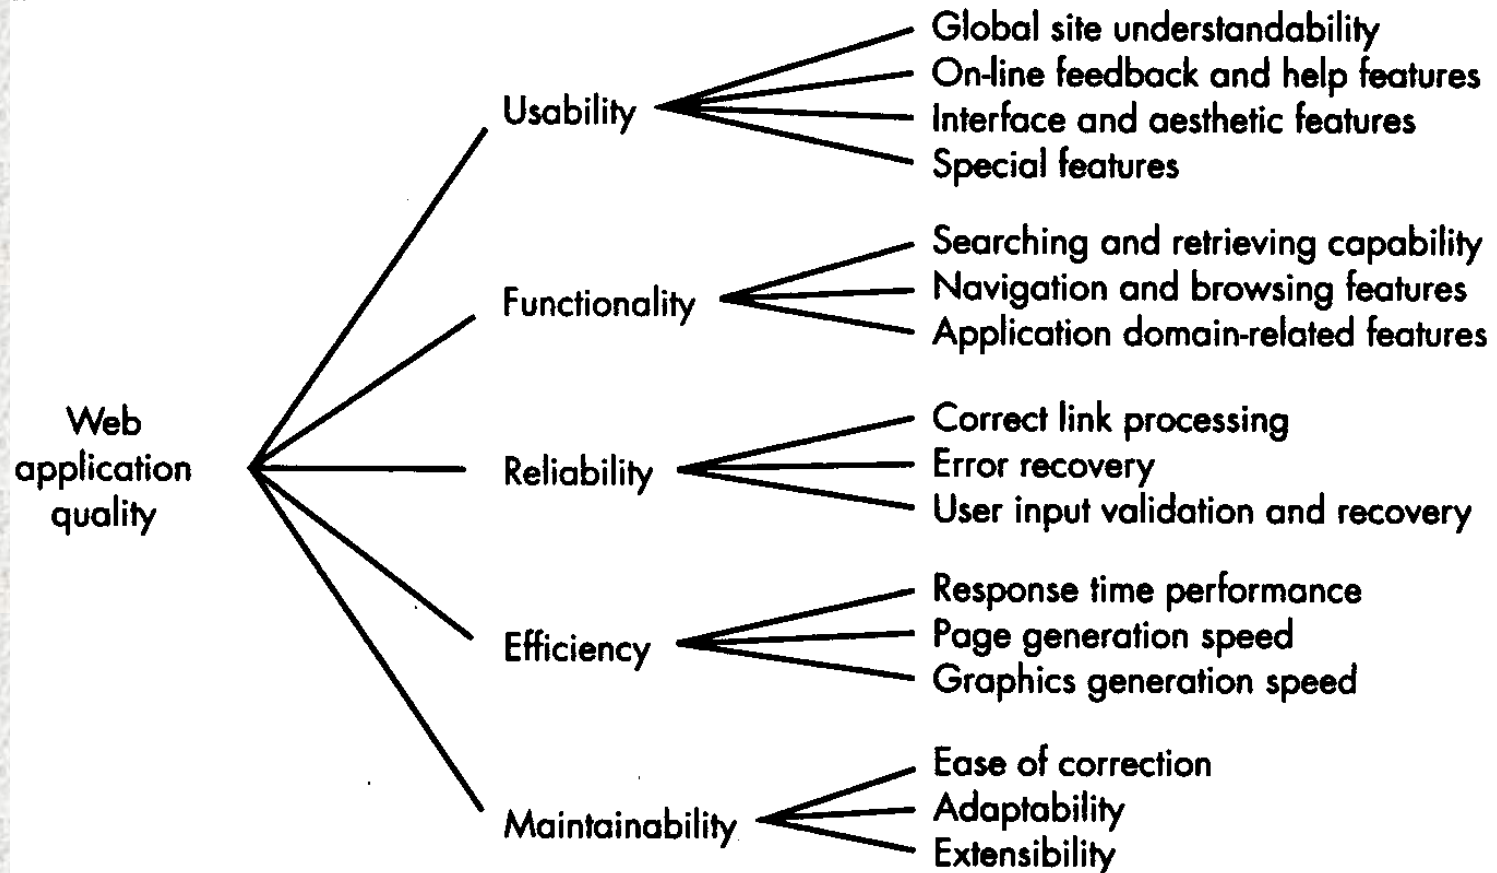 Web
application
quality
Usability
Global site understandability
On-line feedback and help features
Interface and aesthetic features
Special features
Functionality
Searching and retrieving capability
Navigation and browsing features
Application domain-related features
Reliability
Correct link processing
Error recovery
User input validation and recovery
Efficiency
Response time performance
Page generation speed
Graphics generation speed
Maintainability
Ease of correction
Adaptability
Extensibility